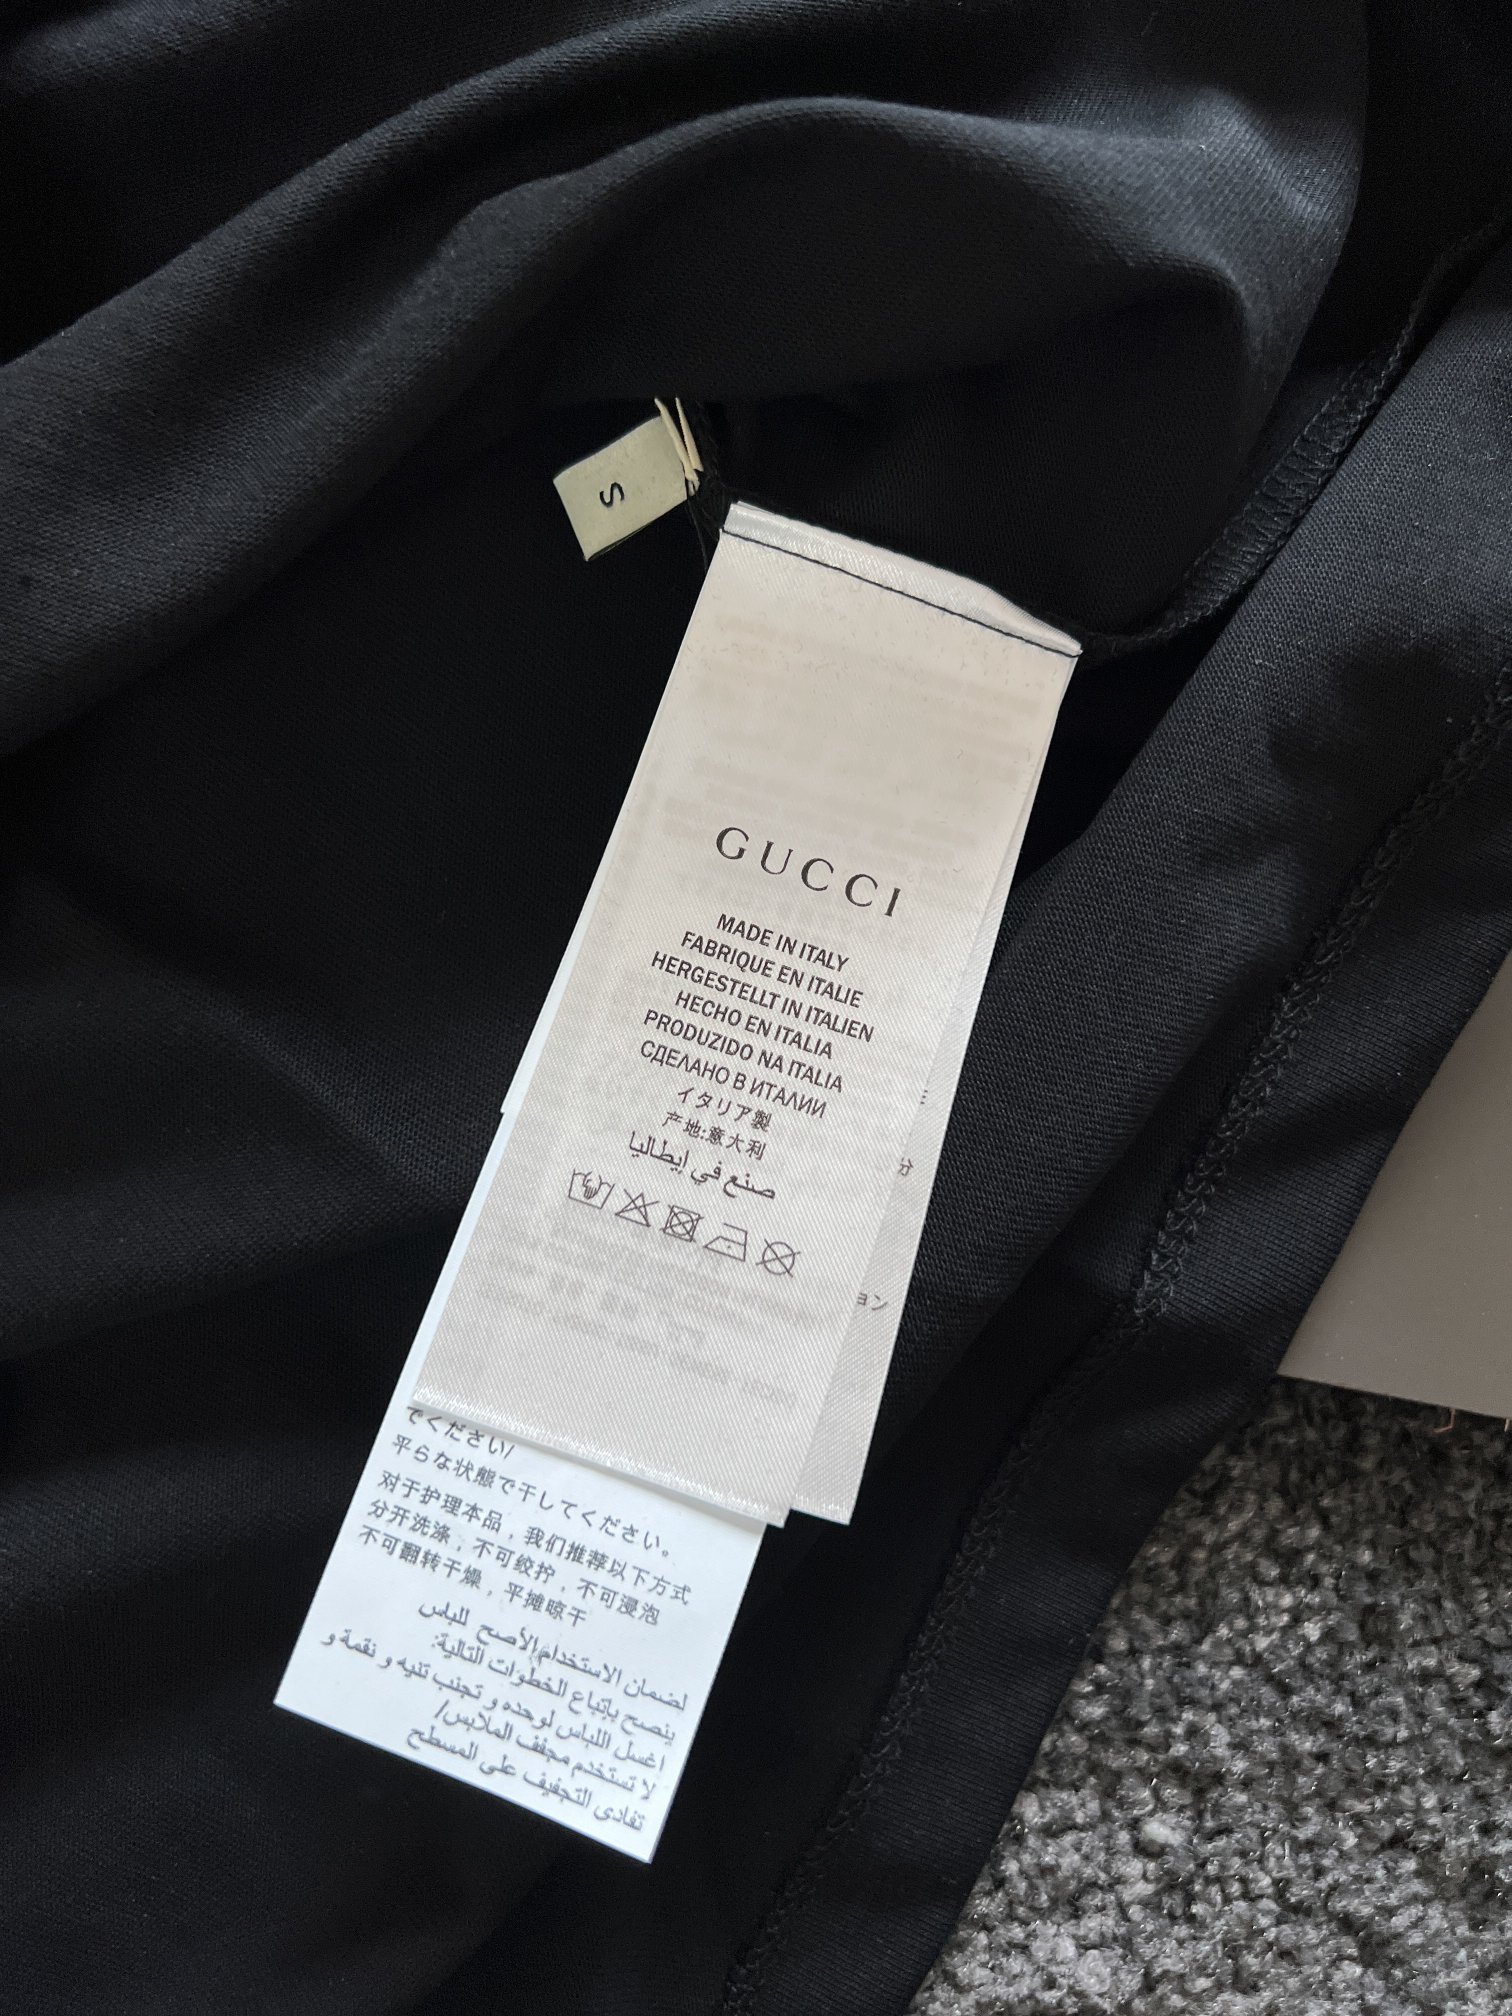 S
GUCCI
MADE IN ITALY
FABRIQUE EN ITALIE
HERGESTELLT IN ITALIEN
HECHO EN ITALIA
PRODUZIDO NA ITALIA
СДЕЛАНО В ИТАЛИИ
イタリア製
产地:意大利
صنع في إيطاليا
分
ョン
でください/
平らな状態で干してください。
对于护理本品，我们推荐以下方式
分开洗涤，不可绞拧，不可浸泡
不可翻转干燥，平摊晾干
لضمان الاستخدام الأصح للباس
ينصح باتباع الخطوات التالية:
اغسل اللباس لوحده و تجنب تنيه و نقعة و
لا تستخدم مجفف الملابس/
تفادى التجفيف على المسطح